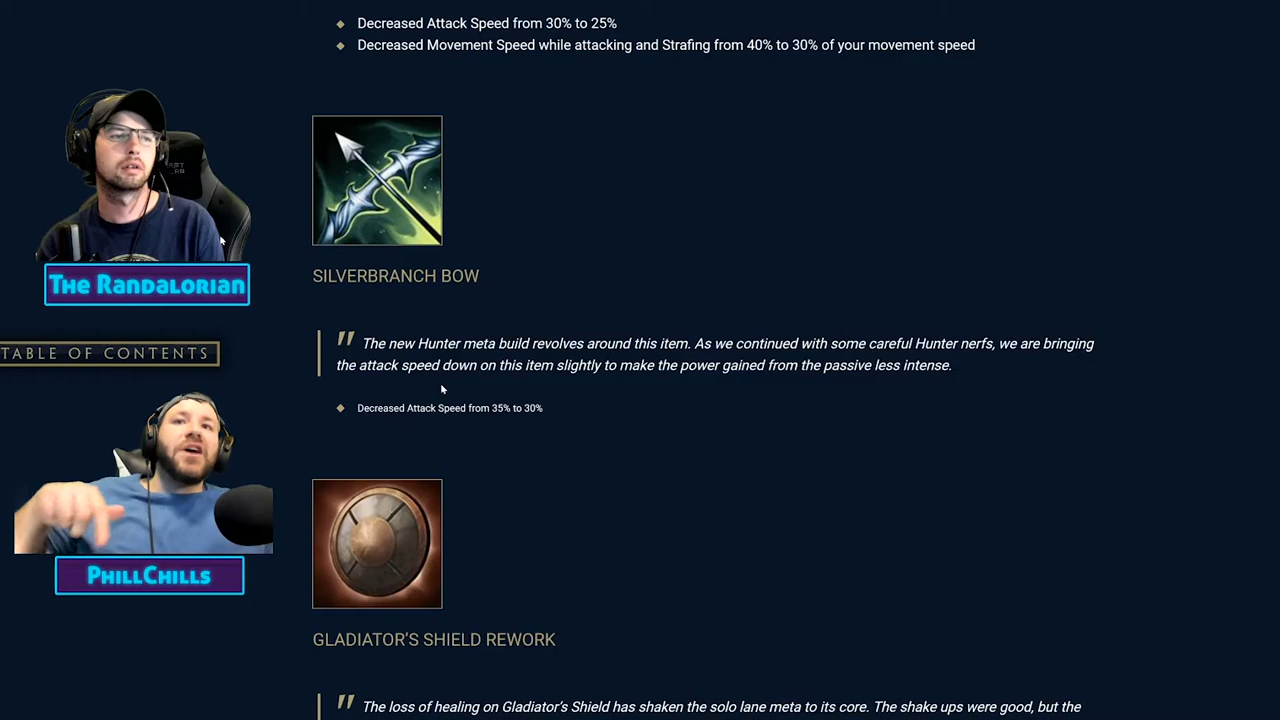 Decreased Attack Speed from 30% to 25%
Decreased Movement Speed while attacking and Strafing from 40% to 30% of your movement speed
The Randalorian
SILVERBRANCH BOW
TABLE OF CONTENTS
" The new Hunter meta build revolves around this item. As we continued with some careful Hunter nerfs, we are bringing
the attack speed down on this item slightly to make the power gained from the passive less intense.
Decreased Attack Speed from 35% to 30%
PhillChills
GLADIATOR'S SHIELD REWORK
" The loss of healing on Gladiator's Shield has shaken the solo lane meta to its core. The shake ups were good, but the